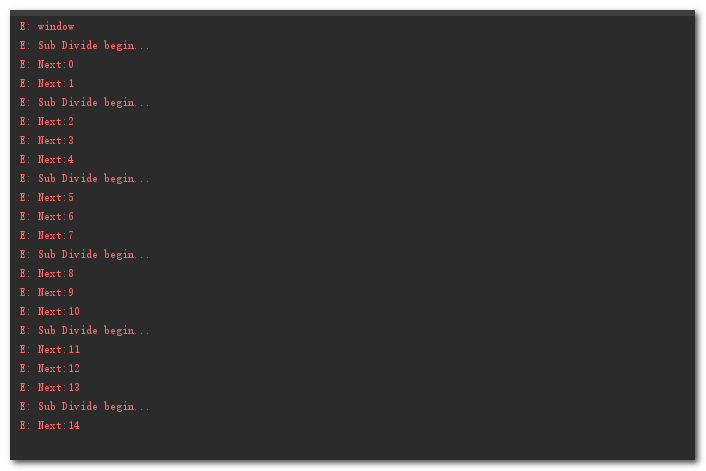 E: window
E: Sub Divide begin...
E: Next:0
E: Next:1
E: Sub Divide begin...
E: Next:2
E: Next:3
E: Next:4
E: Sub Divide begin...
E: Next:5
E: Next:6
E: Next:7
E: Sub Divide begin...
E: Next:8
E: Next:9
E: Next:10
E: Sub Divide begin...
E: Next:11
E: Next:12
E: Next:13
E: Sub Divide begin...
E: Next:14